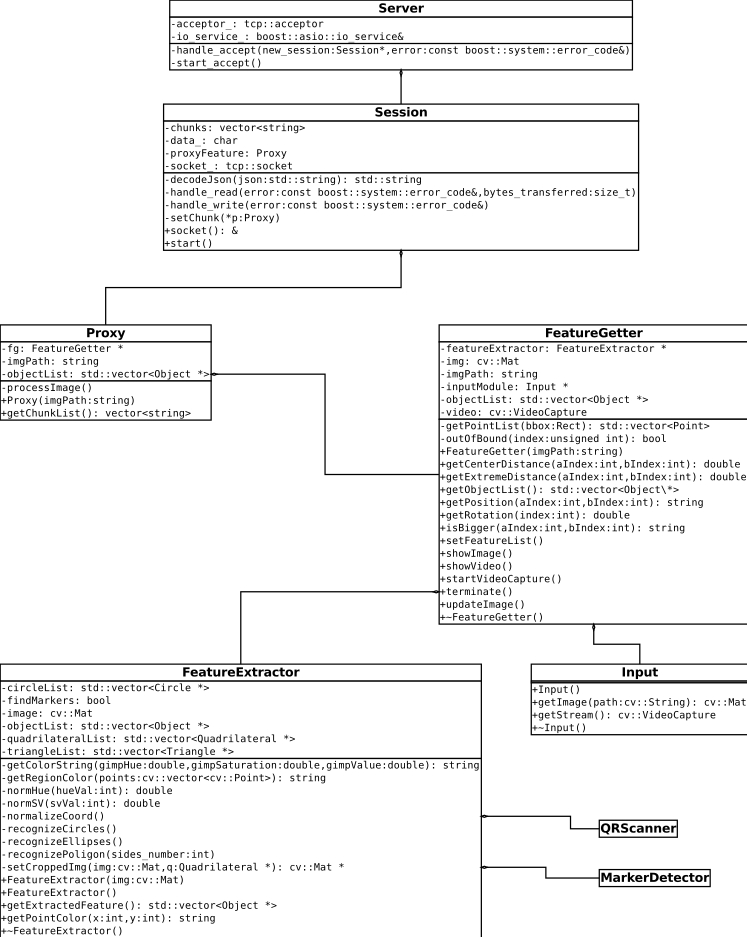 Server
-acceptor_: tcp::acceptor
-io_service_: boost::asio::io_service&
-handle_accept(new_session:Session*,error:const boost::system::error_code&)
-start_accept()
Session
-chunks: vector<string>
-data_: char
-proxyFeature: Proxy
-socket_: tcp::socket
-decodeJson(json:std::string): std::string
-handle_read(error:const boost::system::error_code&,bytes_transferred:size_t)
-handle_write(error:const boost::system::error_code&)
-setChunk(*p:Proxy)
+socket(): &
+start()
Proxy
-fg: FeatureGetter *
-imgPath: string
-objectList: std::vector<Object *>
-processImage()
+Proxy(imgPath:string)
+getChunkList(): vector<string>
FeatureGetter
-featureExtractor: FeatureExtractor *
-img: cv::Mat
-imgPath: string
-inputModule: Input *
-objectList: std::vector<Object *>
-video: cv::VideoCapture
-getPointList(bbox:Rect): std::vector<Point>
-outOfBound(index:unsigned int): bool
+FeatureGetter(imgPath:string)
+getCenterDistance(aIndex:int,bIndex:int): double
+getExtremeDistance(aIndex:int,bIndex:int): double
+getObjectList(): std::vector<Object\*>
+getPosition(aIndex:int,bIndex:int): string
+getRotation(index:int): double
+isBigger(aIndex:int,bIndex:int): string
+setFeatureList()
+showImage()
+showVideo()
+startVideoCapture()
+terminate()
+updateImage()
+~FeatureGetter()
FeatureExtractor
-circleList: std::vector<Circle *>
-findMarkers: bool
-image: cv::Mat
-objectList: std::vector<Object *>
-quadrilateralList: std::vector<Quadrilateral *>
-triangleList: std::vector<Triangle *>
-getColorString(gimpHue:double,gimpSaturation:double,gimpValue:double): string
-getRegionColor(points:cv::vector<cv::Point>): string
-normHue(hueVal:int): double
-normSV(svVal:int): double
-normalizeCoord()
-recognizeCircles()
-recognizeEllipses()
-recognizePoligon(sides_number:int)
-setCroppedImg(img:cv::Mat,q:Quadrilateral *): cv::Mat *
+FeatureExtractor(img:cv::Mat)
+FeatureExtractor()
+getExtractedFeature(): std::vector<Object *>
+getPointColor(x:int,y:int): string
+~FeatureExtractor()
Input
+Input()
+getImage(path:cv::String): cv::Mat
+getStream(): cv::VideoCapture
+~Input()
QRScanner
MarkerDetector